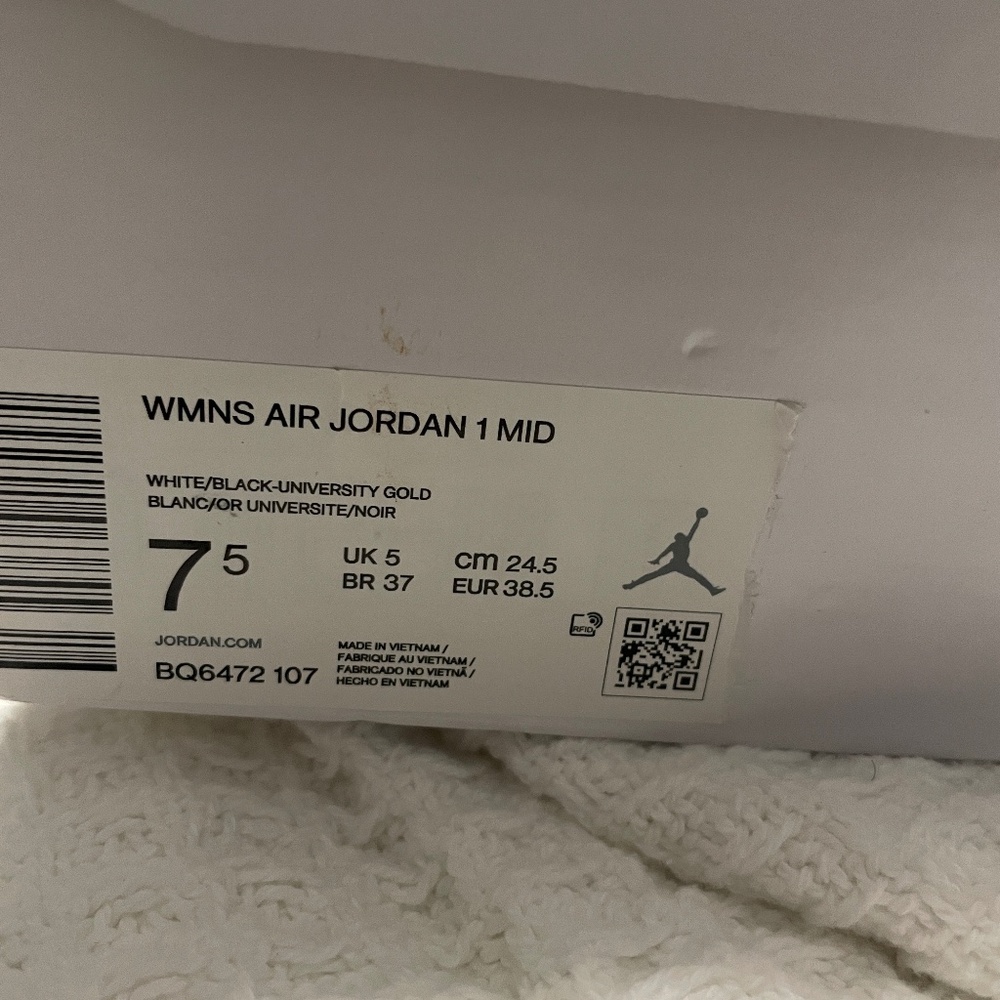 WMNS AIR JORDAN 1 MID
WHITE/BLACK-UNIVERSITY GOLD
BLANC/OR UNIVERSITE/NOIR
7 5
UK 5
BR 37
cm 24.5
EUR 38.5
RFID
JORDAN.COM
BQ6472 107
MADE IN VIETNAM /
FABRIQUE AU VIETNAM /
FABRICADO NO VIETNÃ /
HECHO EN VIETNAM